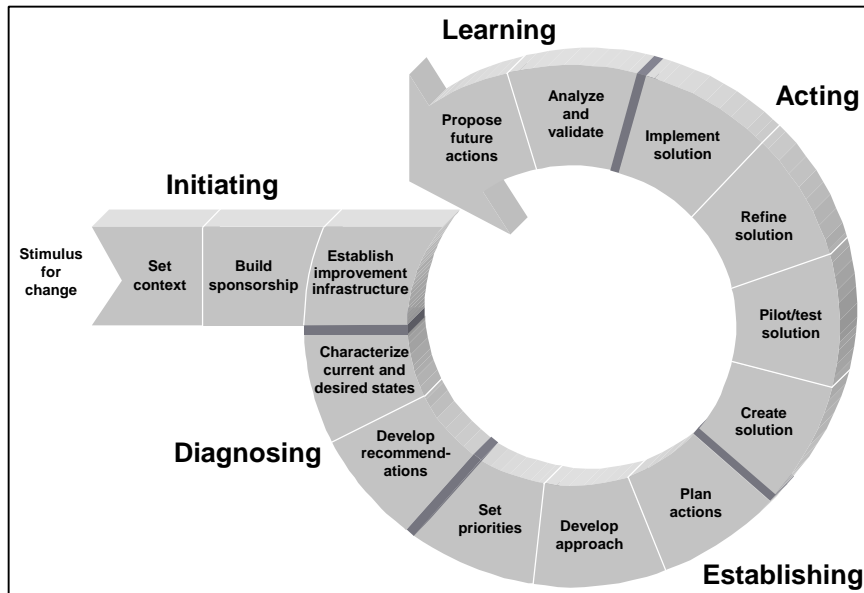 Learning
Acting
Initiating
Diagnosing
Establishing
Stimulus
for
change
Set
context
Build
sponsorship
Establish
improvement
infrastructure
Characterize
current and
desired states
Develop
recommend-
ations
Set
priorities
Develop
approach
Plan
actions
Create
solution
Pilot/test
solution
Refine
solution
Implement
solution
Analyze
and
validate
Propose
future
actions